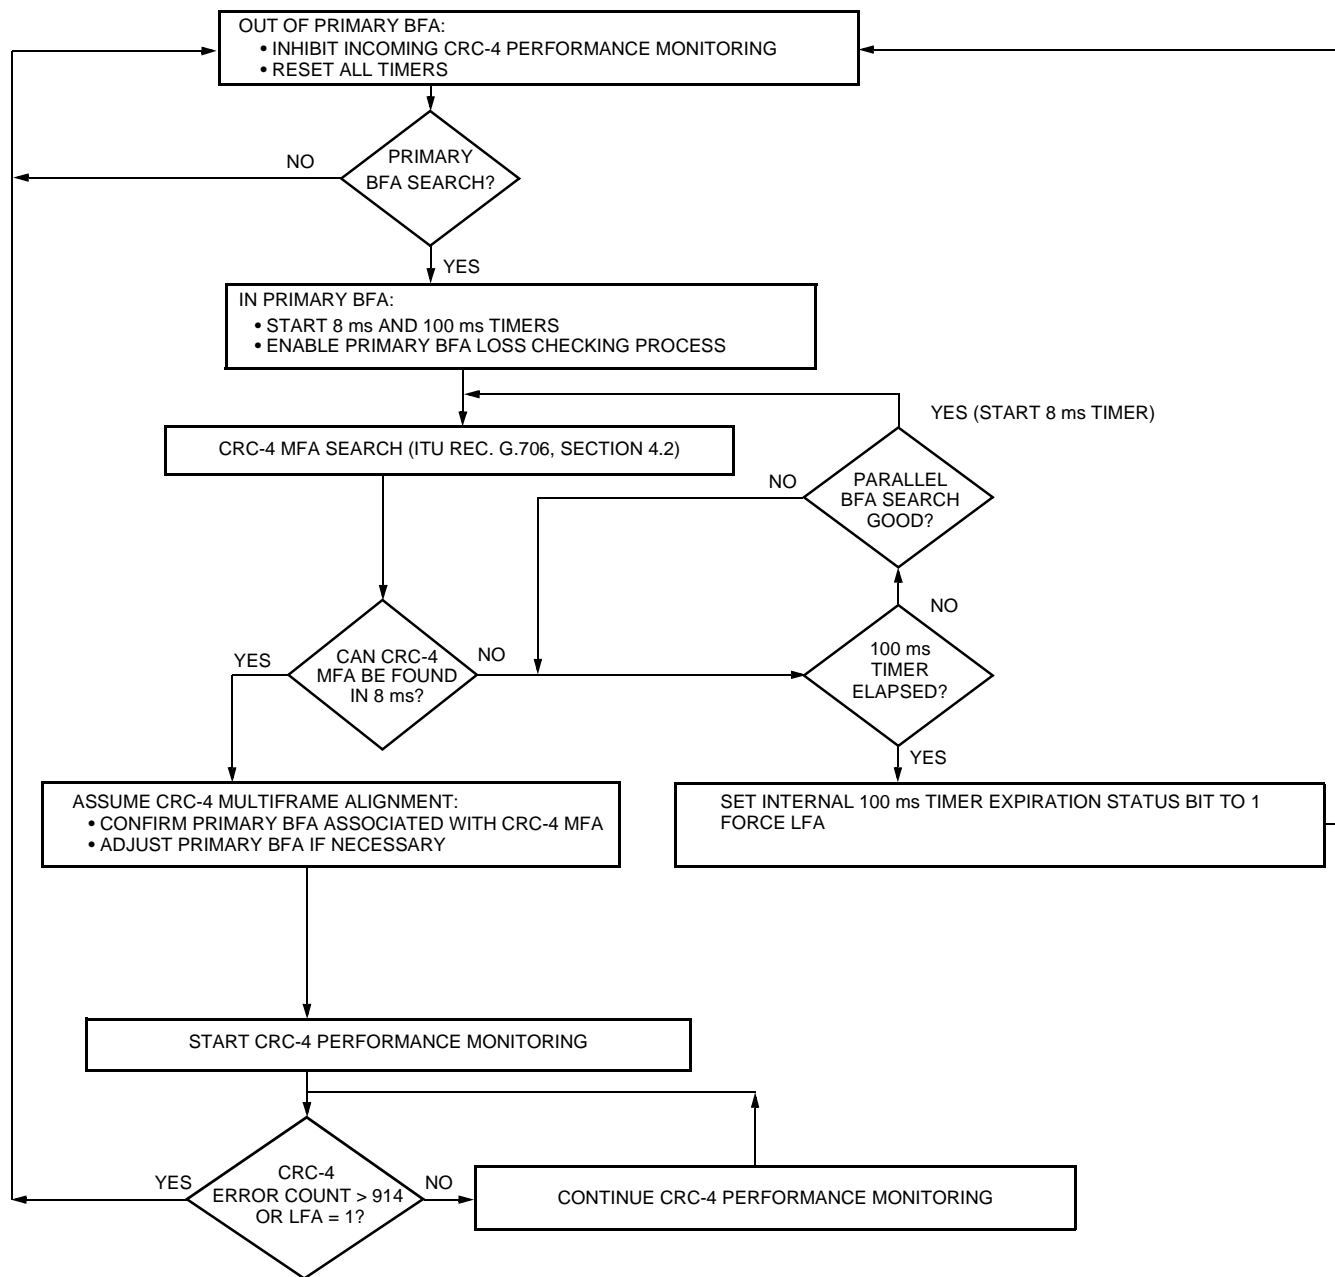 OUT OF PRIMARY BFA:
• INHIBIT INCOMING CRC-4 PERFORMANCE MONITORING
• RESET ALL TIMERS
NO
PRIMARY
BFA SEARCH?
YES
IN PRIMARY BFA:
• START 8 ms AND 100 ms TIMERS
• ENABLE PRIMARY BFA LOSS CHECKING PROCESS
YES (START 8 ms TIMER)
CRC-4 MFA SEARCH (ITU REC. G.706, SECTION 4.2)
NO
PARALLEL
BFA SEARCH
GOOD?
NO
YES
CAN CRC-4
MFA BE FOUND
IN 8 ms?
NO
100 ms
TIMER
ELAPSED?
YES
ASSUME CRC-4 MULTIFRAME ALIGNMENT:
• CONFIRM PRIMARY BFA ASSOCIATED WITH CRC-4 MFA
• ADJUST PRIMARY BFA IF NECESSARY
SET INTERNAL 100 ms TIMER EXPIRATION STATUS BIT TO 1
FORCE LFA
START CRC-4 PERFORMANCE MONITORING
YES
CRC-4
ERROR COUNT > 914
OR LFA = 1?
NO
CONTINUE CRC-4 PERFORMANCE MONITORING